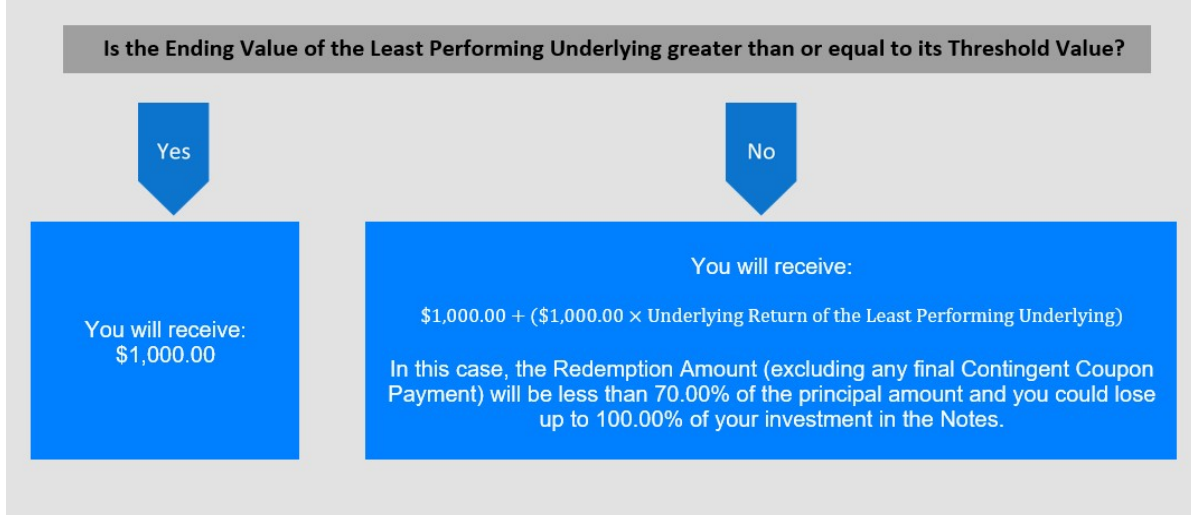 Is the Ending Value of the Least Performing Underlying greater than or equal to its Threshold Value?
Yes
No
You will receive:
$1,000.00
You will receive:
$1,000.00 + ($1,000.00 × Underlying Return of the Least Performing Underlying)
In this case, the Redemption Amount (excluding any final Contingent Coupon
Payment) will be less than 70.00% of the principal amount and you could lose
up to 100.00% of your investment in the Notes.